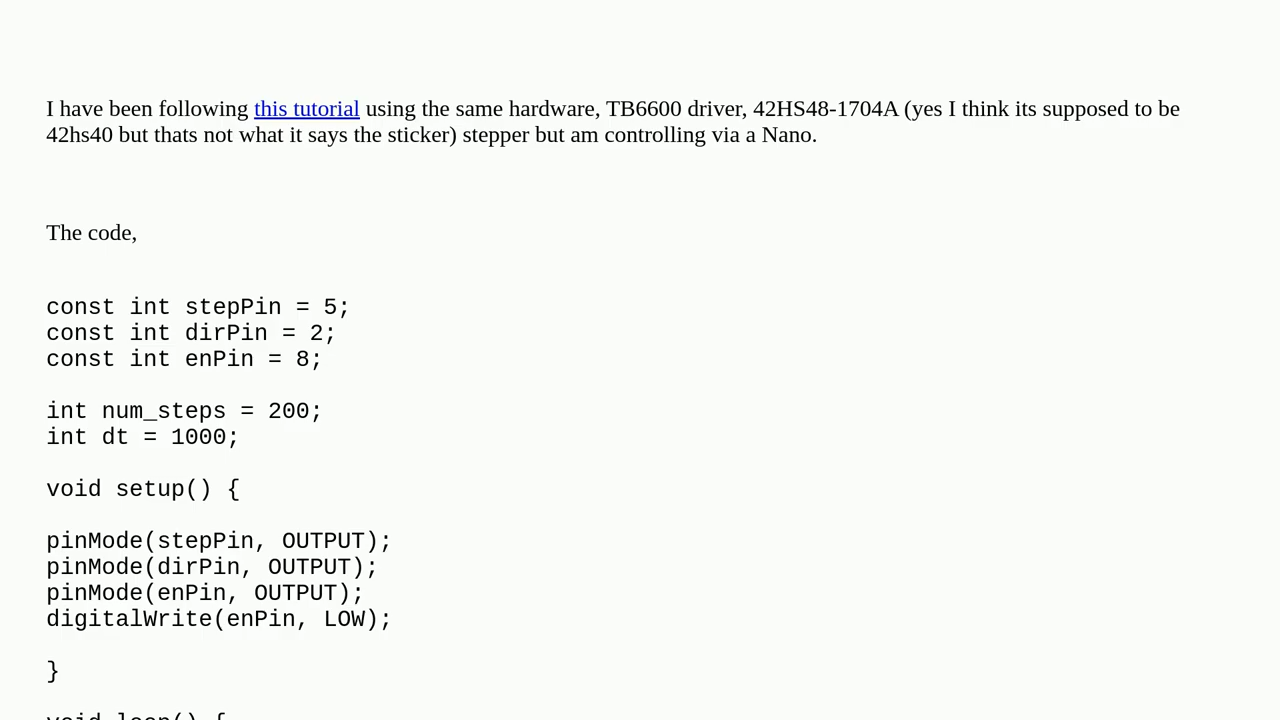 I have been following this tutorial using the same hardware, TB6600 driver, 42HS48-1704A (yes I think its supposed to be
42hs40 but thats not what it says the sticker) stepper but am controlling via a Nano.
The code,
const int stepPin = 5;
const int dirPin = 2;
const int enPin = 8;
int num_steps = 200;
int dt = 1000;
void setup() {
pinMode(stepPin, OUTPUT);
pinMode(dirPin, OUTPUT);
pinMode(enPin, OUTPUT);
digitalWrite(enPin, LOW);
}
void loop() {